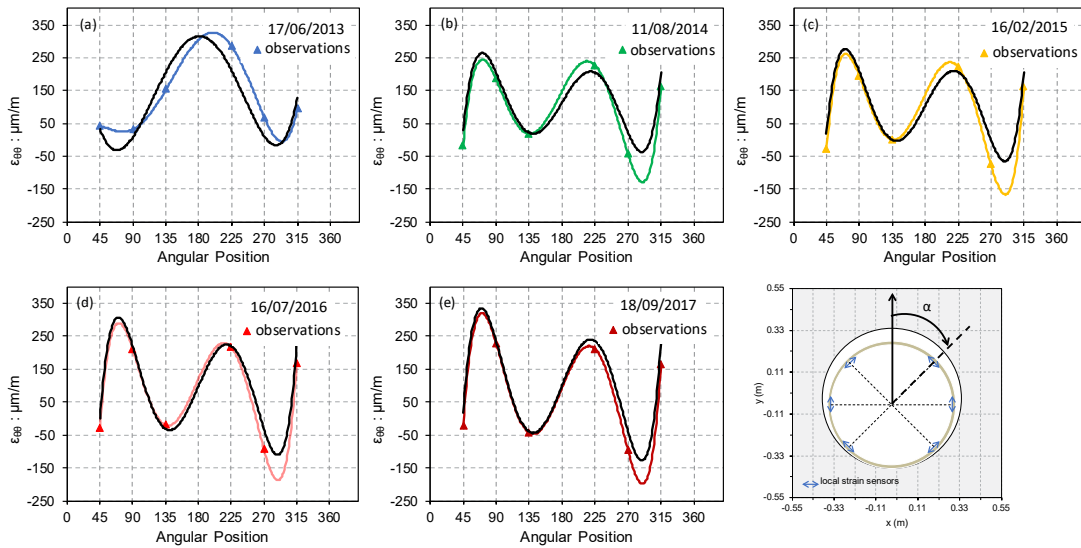 (a)
17/06/2013
observations
εθθ : μm/m
350
250
150
50
-50
-150
-250
0 45 90 135 180 225 270 315 360
Angular Position
(b)
11/08/2014
observations
εθθ : μm/m
350
250
150
50
-50
-150
-250
0 45 90 135 180 225 270 315 360
Angular Position
(c)
16/02/2015
observations
εθθ : μm/m
350
250
150
50
-50
-150
-250
0 45 90 135 180 225 270 315 360
Angular Position
(d)
16/07/2016
observations
εθθ : μm/m
350
250
150
50
-50
-150
-250
0 45 90 135 180 225 270 315 360
Angular Position
(e)
18/09/2017
observations
εθθ : μm/m
350
250
150
50
-50
-150
-250
0 45 90 135 180 225 270 315 360
Angular Position
α
y (m)
0.55
0.33
0.11
-0.11
-0.33
-0.55
local strain sensors
-0.55 -0.33 -0.11 0.11 0.33 0.55
x (m)